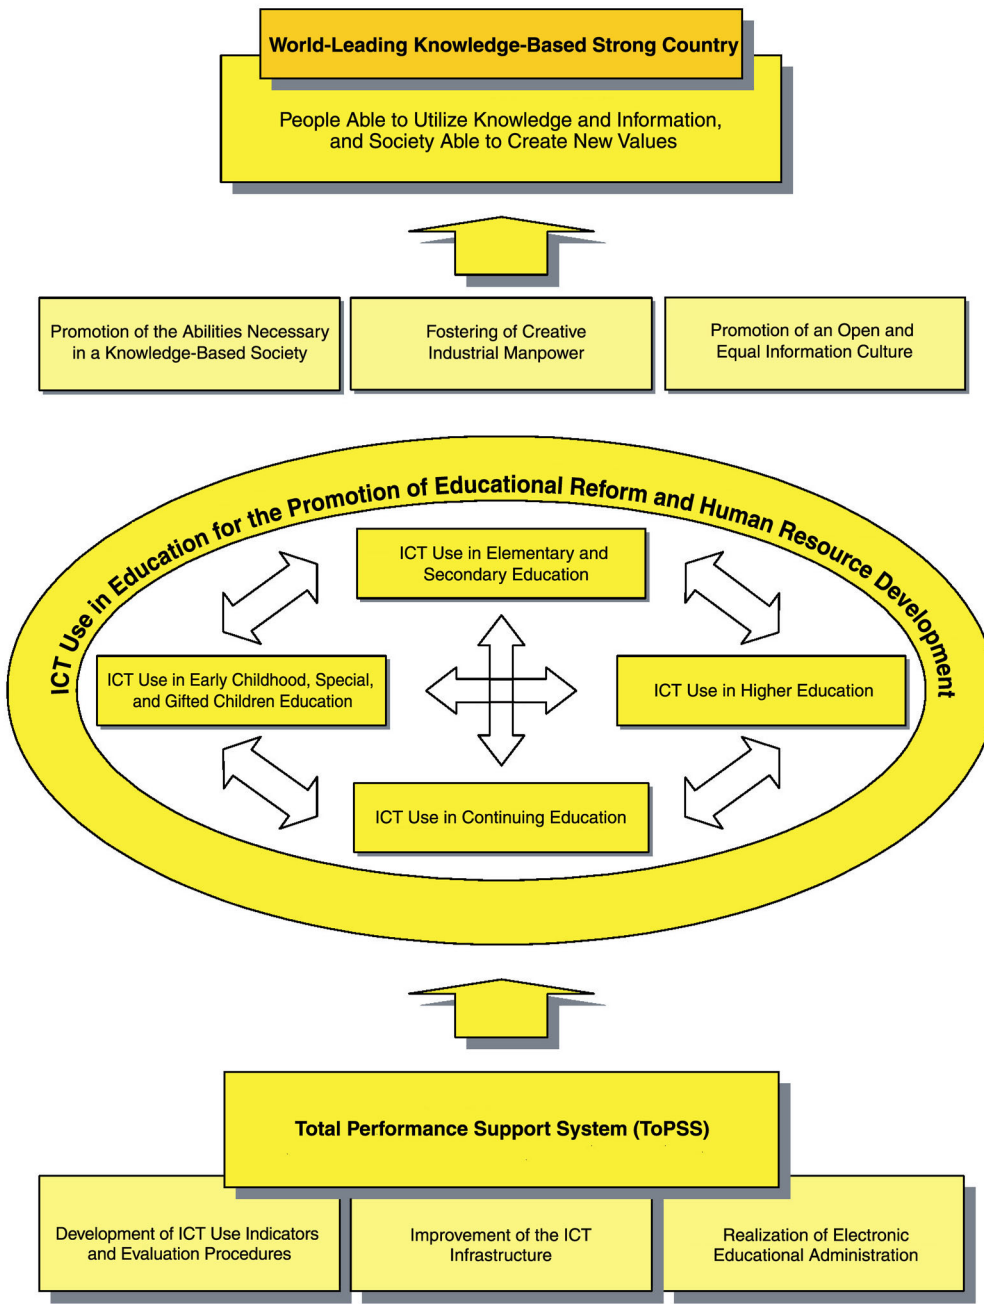 World-Leading Knowledge-Based Strong Country
People Able to Utilize Knowledge and Information,
and Society Able to Create New Values
Promotion of the Abilities Necessary
in a Knowledge-Based Society
Fostering of Creative
Industrial Manpower
Promotion of an Open and
Equal Information Culture
ICT Use in Education for the Promotion of Educational Reform and Human Resource Development
ICT Use in Elementary and
Secondary Education
ICT Use in Early Childhood, Special,
and Gifted Children Education
ICT Use in Higher Education
ICT Use in Continuing Education
Total Performance Support System (ToPSS)
Development of ICT Use Indicators
and Evaluation Procedures
Improvement of the ICT
Infrastructure
Realization of Electronic
Educational Administration